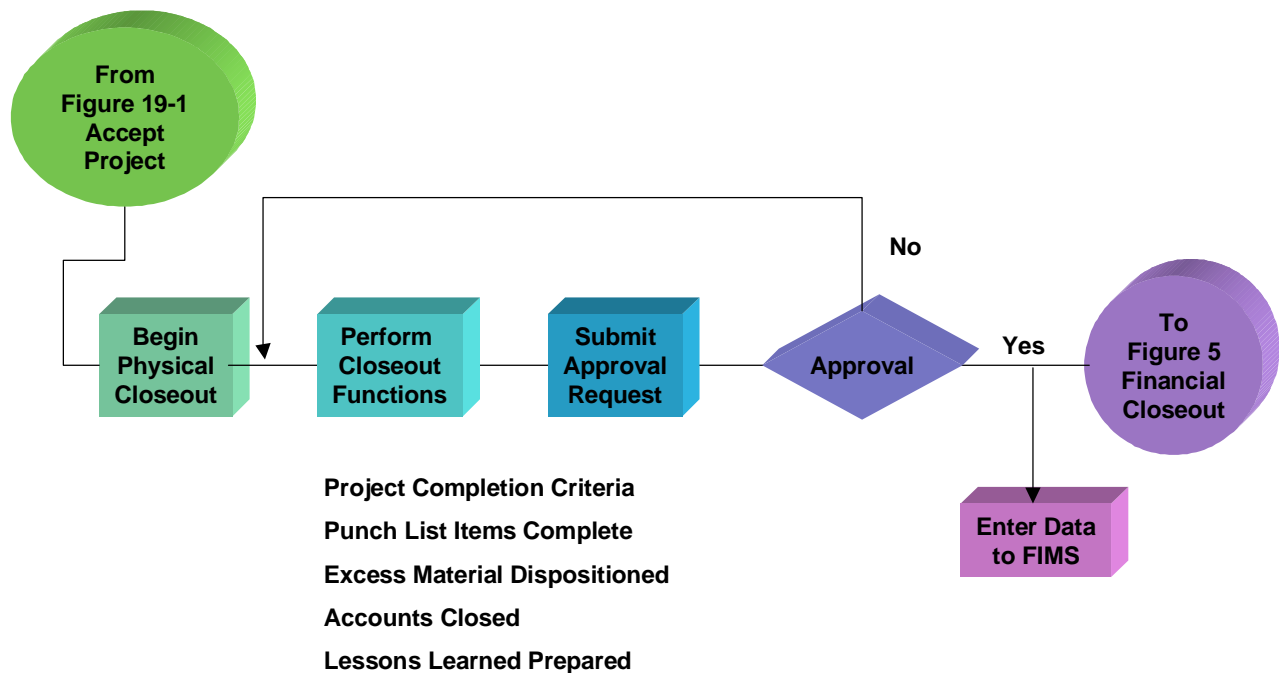 From
Figure 19-1
Accept
Project
No
Begin
Physical
Closeout
Perform
Closeout
Functions
Submit
Approval
Request
Approval
Yes
To
Figure 5
Financial
Closeout
Enter Data
to FIMS
Project Completion Criteria
Punch List Items Complete
Excess Material Dispositioned
Accounts Closed
Lessons Learned Prepared